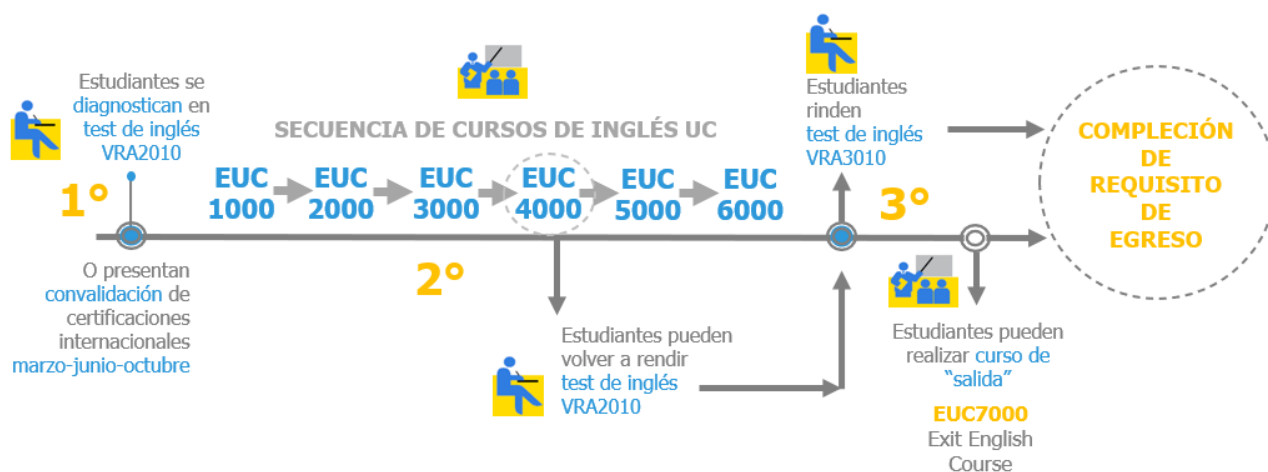 Estudiantes se
diagnostican en
test de inglés
VRA2010
1°
O presentan
convalidación de
certificaciones
internacionales
marzo-junio-octubre
SECUENCIA DE CURSOS DE INGLÉS UC
EUC
1000
EUC
2000
EUC
3000
EUC
4000
EUC
5000
EUC
6000
2°
Estudiantes pueden
volver a rendir
test de inglés
VRA2010
Estudiantes
rinden
test de inglés
VRA3010
3°
Estudiantes pueden
realizar curso de
“salida”
EUC7000
Exit English
Course
COMPLECIÓN
DE
REQUISITO
DE
EGRESO